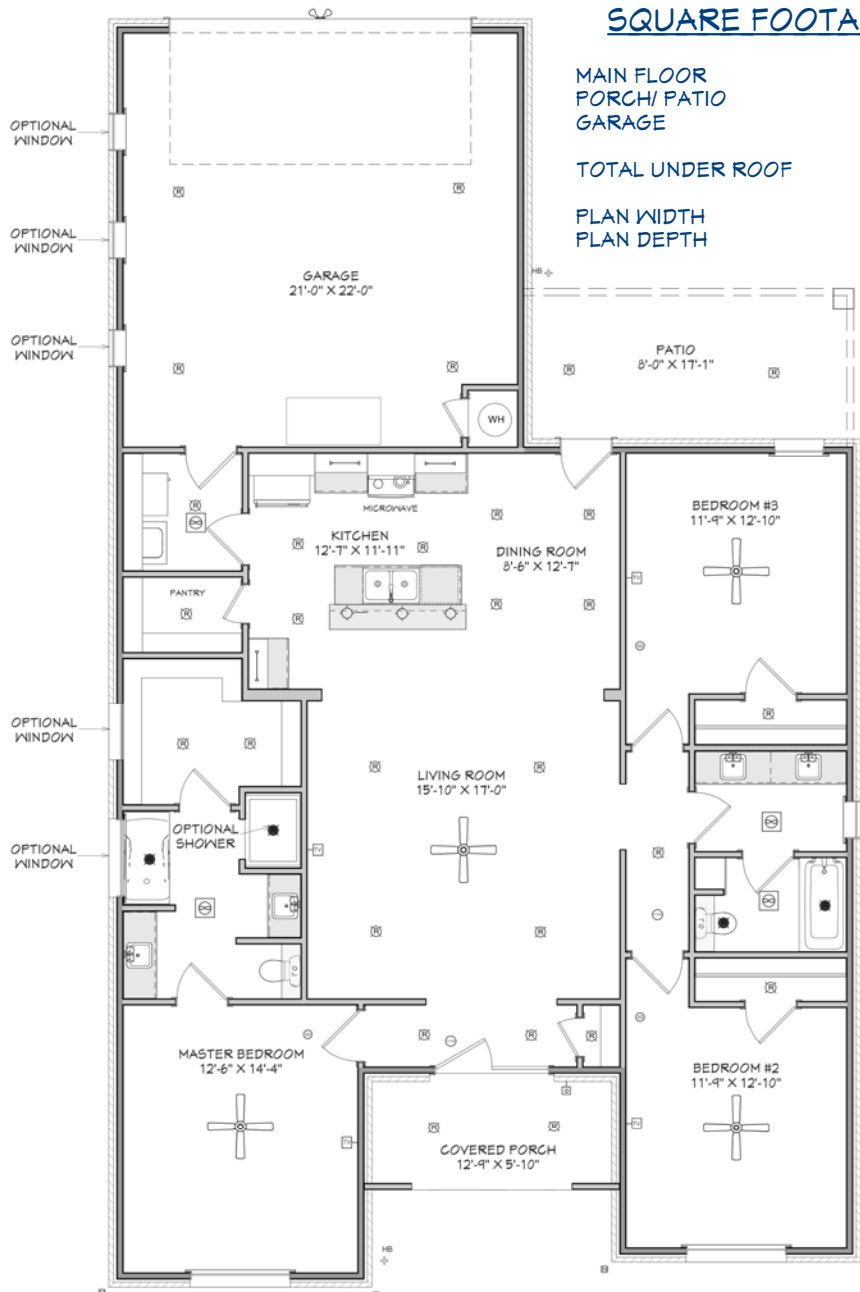 SQUARE FOOTA
MAIN FLOOR
PORCH/ PATIO
GARAGE
TOTAL UNDER ROOF
PLAN WIDTH
PLAN DEPTH
OPTIONAL
WINDOW
R
R
OPTIONAL
WINDOW
HB
GARAGE
21'-0" X 22'-0"
OPTIONAL
WINDOW
PATIO
8'-0" X 17'-1"
R
R
R
R
WH
R
MICROWAVE
R
R
BEDROOM #3
11'-9" X 12'-10"
KITCHEN
12'-7" X 11'-11"
R
R
DINING ROOM
8'-6" X 12'-7"
TV
PANTRY
R
R
R
R
OPTIONAL
WINDOW
R
R
R
R
R
LIVING ROOM
15'-10" X 17'-0"
OPTIONAL
SHOWER
OPTIONAL
WINDOW
TV
R
R
R
R
R
R
R
MASTER BEDROOM
12'-6" X 14'-4"
BEDROOM #2
11'-9" X 12'-10"
TV
TV
R
R
COVERED PORCH
12'-9" X 5'-10"
HB